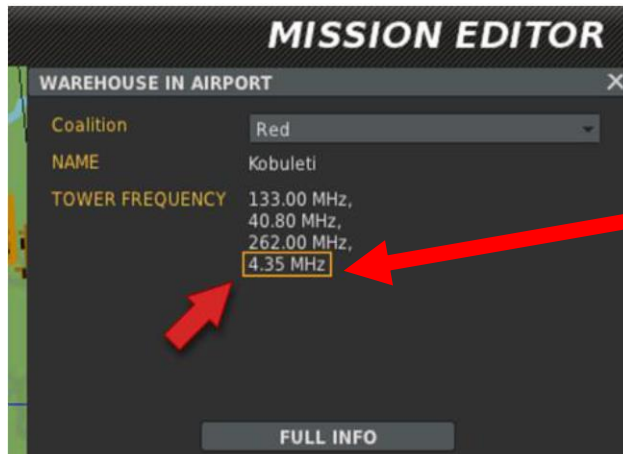 MISSION EDITOR
WAREHOUSE IN AIRPORT X
Coalition Red
NAME Kobuleti
TOWER FREQUENCY 133.00 MHz,
40.80 MHz,
262.00 MHz,
4.35 MHz
FULL INFO